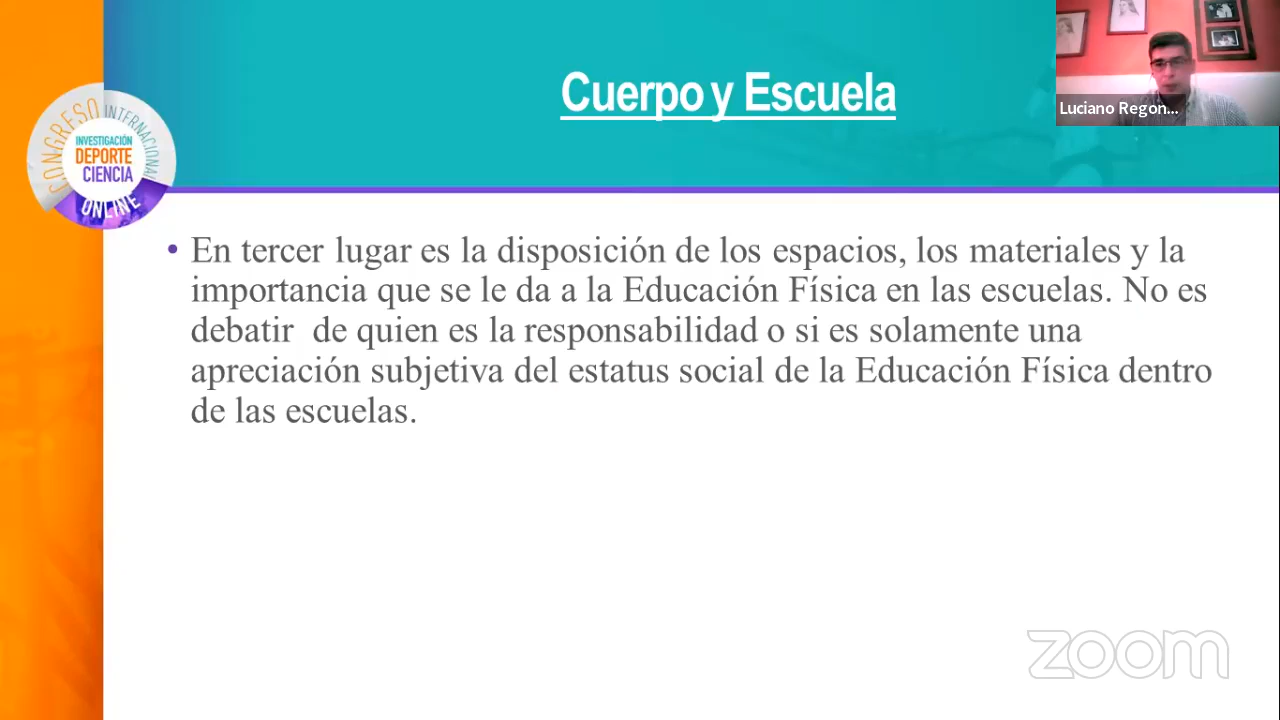 Cuerpo y Escuela
Luciano Regon...
CONGRESO INTERNACIONAL
INVESTIGACIÓN
DEPORTE
CIENCIA
ONLINE
• En tercer lugar es la disposición de los espacios, los materiales y la
importancia que se le da a la Educación Física en las escuelas. No es
debatir  de quien es la responsabilidad o si es solamente una
apreciación subjetiva del estatus social de la Educación Física dentro
de las escuelas.
zoom